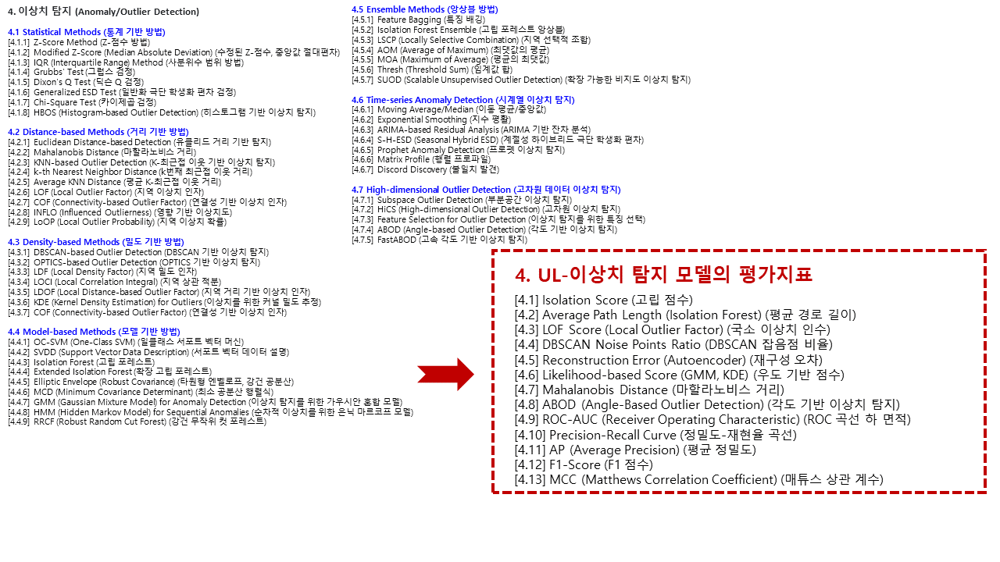 4. 이상치 탐지 (Anomaly/Outlier Detection)
4.1 Statistical Methods (통계 기반 방법)
[4.1.1] Z-Score Method (Z-점수 방법)
[4.1.2] Modified Z-Score (Median Absolute Deviation) (수정된 Z-점수, 중앙값 절대편차)
[4.1.3] IQR (Interquartile Range) Method (사분위수 범위 방법)
[4.1.4] Grubbs' Test (그럽스 검정)
[4.1.5] Dixon's Q Test (딕슨 Q 검정)
[4.1.6] Generalized ESD Test (일반화 극단 학생화 편차 검정)
[4.1.7] Chi-Square Test (카이제곱 검정)
[4.1.8] HBOS (Histogram-based Outlier Detection) (히스토그램 기반 이상치 탐지)
4.2 Distance-based Methods (거리 기반 방법)
[4.2.1] Euclidean Distance-based Detection (유클리드 거리 기반 탐지)
[4.2.2] Mahalanobis Distance (마할라노비스 거리)
[4.2.3] KNN-based Outlier Detection (K-최근접 이웃 기반 이상치 탐지)
[4.2.4] k-th Nearest Neighbor Distance (k번째 최근접 이웃 거리)
[4.2.5] Average KNN Distance (평균 K-최근접 이웃 거리)
[4.2.6] LOF (Local Outlier Factor) (지역 이상치 인자)
[4.2.7] COF (Connectivity-based Outlier Factor) (연결성 기반 이상치 인자)
[4.2.8] INFLO (Influenced Outlierness) (영향 기반 이상치도)
[4.2.9] LoOP (Local Outlier Probability) (지역 이상치 확률)
4.3 Density-based Methods (밀도 기반 방법)
[4.3.1] DBSCAN-based Outlier Detection (DBSCAN 기반 이상치 탐지)
[4.3.2] OPTICS-based Outlier Detection (OPTICS 기반 이상치 탐지)
[4.3.3] LDF (Local Density Factor) (지역 밀도 인자)
[4.3.4] LOCI (Local Correlation Integral) (지역 상관 적분)
[4.3.5] LDOF (Local Distance-based Outlier Factor) (지역 거리 기반 이상치 인자)
[4.3.6] KDE (Kernel Density Estimation) for Outliers (이상치를 위한 커널 밀도 추정)
[4.3.7] COF (Connectivity-based Outlier Factor) (연결성 기반 이상치 인자)
4.4 Model-based Methods (모델 기반 방법)
[4.4.1] OC-SVM (One-Class SVM) (일클래스 서포트 벡터 머신)
[4.4.2] SVDD (Support Vector Data Description) (서포트 벡터 데이터 설명)
[4.4.3] Isolation Forest (고립 포레스트)
[4.4.4] Extended Isolation Forest (확장 고립 포레스트)
[4.4.5] Elliptic Envelope (Robust Covariance) (타원형 엔벨로프, 강건 공분산)
[4.4.6] MCD (Minimum Covariance Determinant) (최소 공분산 행렬식)
[4.4.7] GMM (Gaussian Mixture Model) for Anomaly Detection (이상치 탐지를 위한 가우시안 혼합 모델)
[4.4.8] HMM (Hidden Markov Model) for Sequential Anomalies (순차적 이상치를 위한 은닉 마르코프 모델)
[4.4.9] RRCF (Robust Random Cut Forest) (강건 무작위 컷 포레스트)
4.5 Ensemble Methods (앙상블 방법)
[4.5.1] Feature Bagging (특징 배깅)
[4.5.2] Isolation Forest Ensemble (고립 포레스트 앙상블)
[4.5.3] LSCP (Locally Selective Combination) (지역 선택적 조합)
[4.5.4] AOM (Average of Maximum) (최댓값의 평균)
[4.5.5] MOA (Maximum of Average) (평균의 최댓값)
[4.5.6] Thresh (Threshold Sum) (임계값 합)
[4.5.7] SUOD (Scalable Unsupervised Outlier Detection) (확장 가능한 비지도 이상치 탐지)
4.6 Time-series Anomaly Detection (시계열 이상치 탐지)
[4.6.1] Moving Average/Median (이동 평균/중앙값)
[4.6.2] Exponential Smoothing (지수 평활)
[4.6.3] ARIMA-based Residual Analysis (ARIMA 기반 잔차 분석)
[4.6.4] S-H-ESD (Seasonal Hybrid ESD) (계절성 하이브리드 극단 학생화 편차)
[4.6.5] Prophet Anomaly Detection (프로펫 이상치 탐지)
[4.6.6] Matrix Profile (행렬 프로파일)
[4.6.7] Discord Discovery (불일치 발견)
4.7 High-dimensional Outlier Detection (고차원 데이터 이상치 탐지)
[4.7.1] Subspace Outlier Detection (부분공간 이상치 탐지)
[4.7.2] HiCS (High-dimensional Outlier Detection) (고차원 이상치 탐지)
[4.7.3] Feature Selection for Outlier Detection (이상치 탐지를 위한 특징 선택)
[4.7.4] ABOD (Angle-based Outlier Detection) (각도 기반 이상치 탐지)
[4.7.5] FastABOD (고속 각도 기반 이상치 탐지)
4. UL-이상치 탐지 모델의 평가지표
[4.1] Isolation Score (고립 점수)
[4.2] Average Path Length (Isolation Forest) (평균 경로 길이)
[4.3] LOF Score (Local Outlier Factor) (국소 이상치 인수)
[4.4] DBSCAN Noise Points Ratio (DBSCAN 잡음점 비율)
[4.5] Reconstruction Error (Autoencoder) (재구성 오차)
[4.6] Likelihood-based Score (GMM, KDE) (우도 기반 점수)
[4.7] Mahalanobis Distance (마할라노비스 거리)
[4.8] ABOD (Angle-Based Outlier Detection) (각도 기반 이상치 탐지)
[4.9] ROC-AUC (Receiver Operating Characteristic) (ROC 곡선 하 면적)
[4.10] Precision-Recall Curve (정밀도-재현율 곡선)
[4.11] AP (Average Precision) (평균 정밀도)
[4.12] F1-Score (F1 점수)
[4.13] MCC (Matthews Correlation Coefficient) (매튜스 상관 계수)